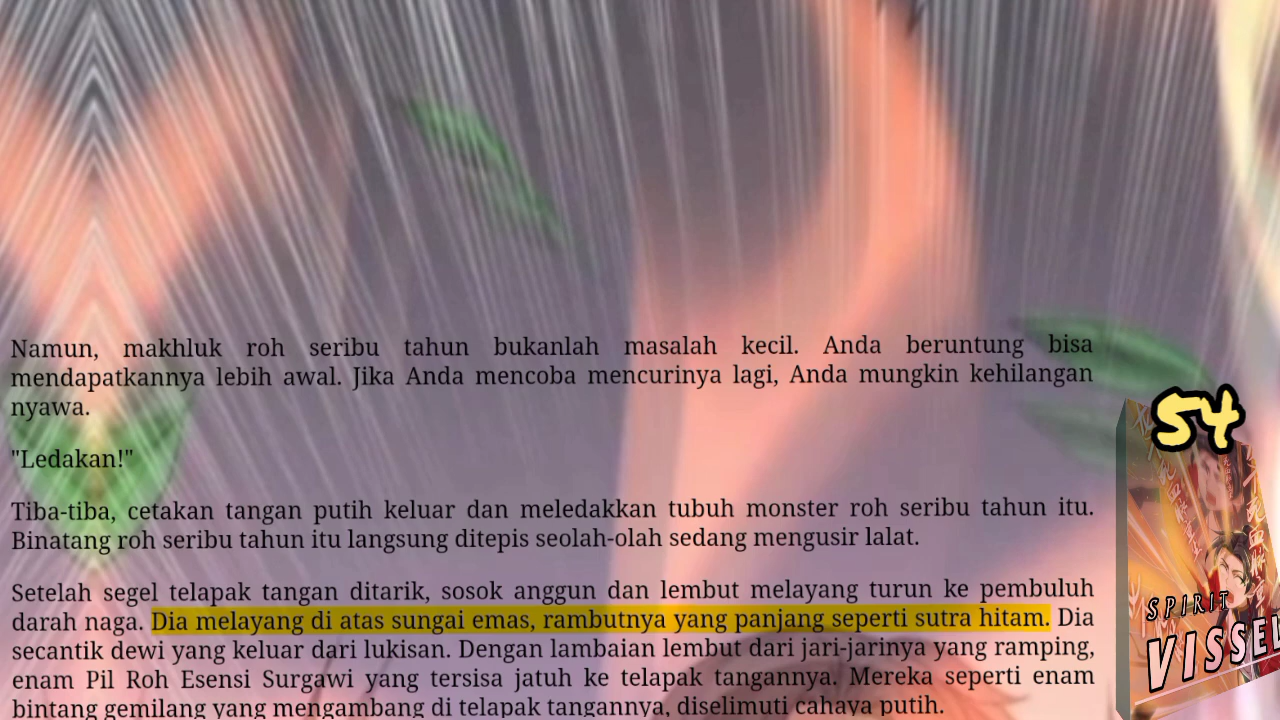 Namun, makhluk roh seribu tahun bukanlah masalah kecil. Anda beruntung bisa
mendapatkannya lebih awal. Jika Anda mencoba mencurinya lagi, Anda mungkin kehilangan
nyawa.
"Ledakan!"
Tiba-tiba, cetakan tangan putih keluar dan meledakkan tubuh monster roh seribu tahun itu.
Binatang roh seribu tahun itu langsung ditepis seolah-olah sedang mengusir lalat.
Setelah segel telapak tangan ditarik, sosok anggun dan lembut melayang turun ke pembuluh
darah naga. Dia melayang di atas sungai emas, rambutnya yang panjang seperti sutra hitam. Dia
secantik dewi yang keluar dari lukisan. Dengan lambaian lembut dari jari-jarinya yang ramping,
enam Pil Roh Esensi Surgawi yang tersisa jatuh ke telapak tangannya. Mereka seperti enam
bintang gemilang yang mengambang di telapak tangannya, diselimuti cahaya putih.
54
SPIRIT
VISSEL